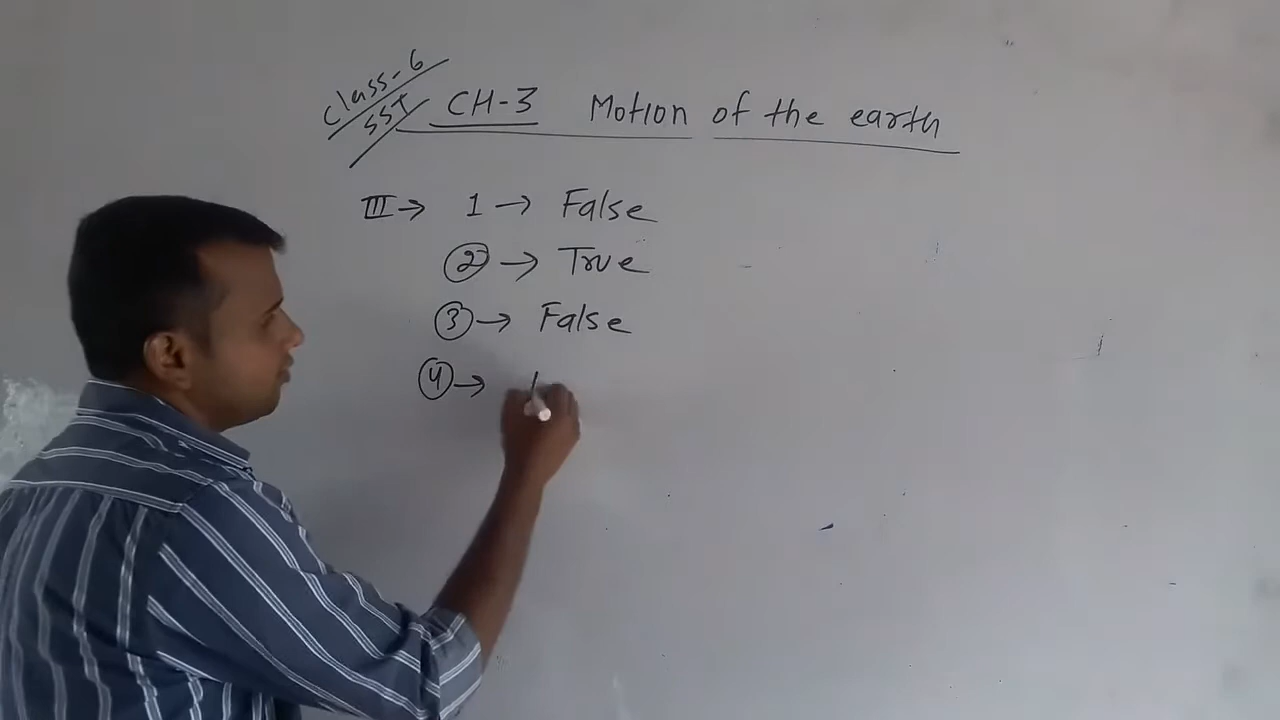 Class-6
SST
CH-3 Motion of the earth
III → 1 → False
② → True
③ → False
④ →